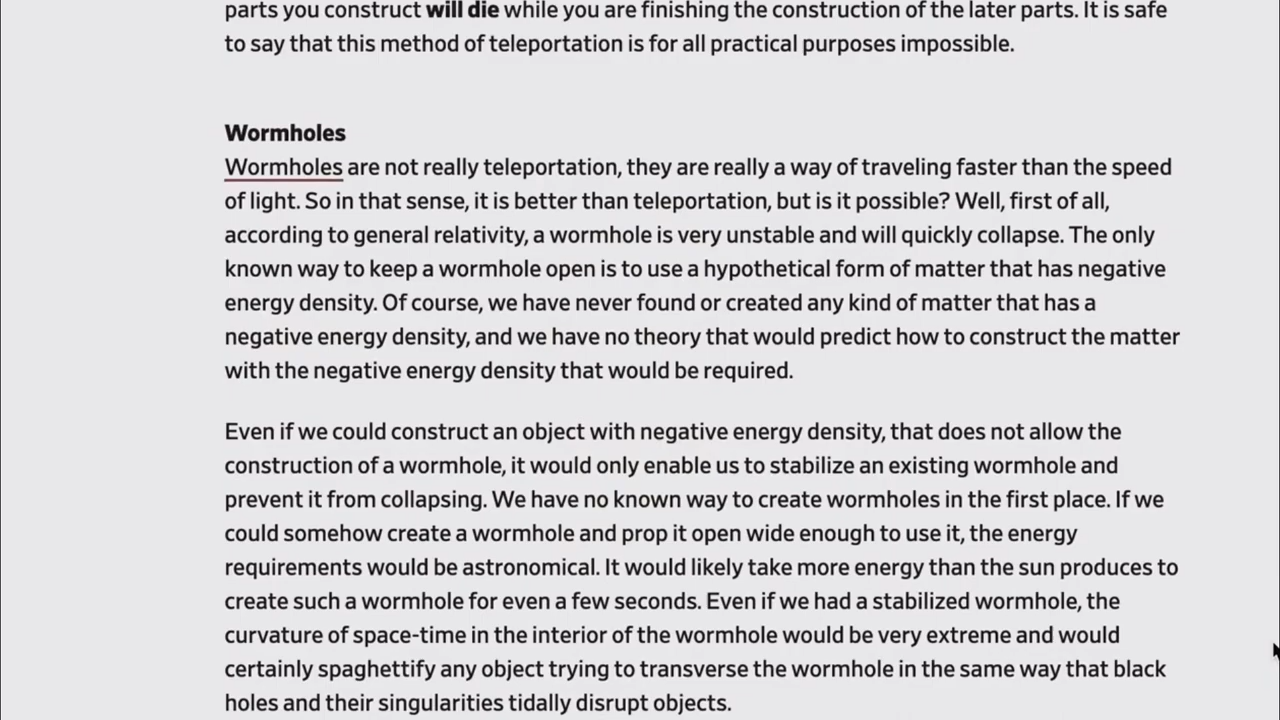 parts you construct will die while you are finishing the construction of the later parts. It is safe
to say that this method of teleportation is for all practical purposes impossible.
Wormholes
Wormholes are not really teleportation, they are really a way of traveling faster than the speed
of light. So in that sense, it is better than teleportation, but is it possible? Well, first of all,
according to general relativity, a wormhole is very unstable and will quickly collapse. The only
known way to keep a wormhole open is to use a hypothetical form of matter that has negative
energy density. Of course, we have never found or created any kind of matter that has a
negative energy density, and we have no theory that would predict how to construct the matter
with the negative energy density that would be required.
Even if we could construct an object with negative energy density, that does not allow the
construction of a wormhole, it would only enable us to stabilize an existing wormhole and
prevent it from collapsing. We have no known way to create wormholes in the first place. If we
could somehow create a wormhole and prop it open wide enough to use it, the energy
requirements would be astronomical. It would likely take more energy than the sun produces to
create such a wormhole for even a few seconds. Even if we had a stabilized wormhole, the
curvature of space-time in the interior of the wormhole would be very extreme and would
certainly spaghettify any object trying to transverse the wormhole in the same way that black
holes and their singularities tidally disrupt objects.